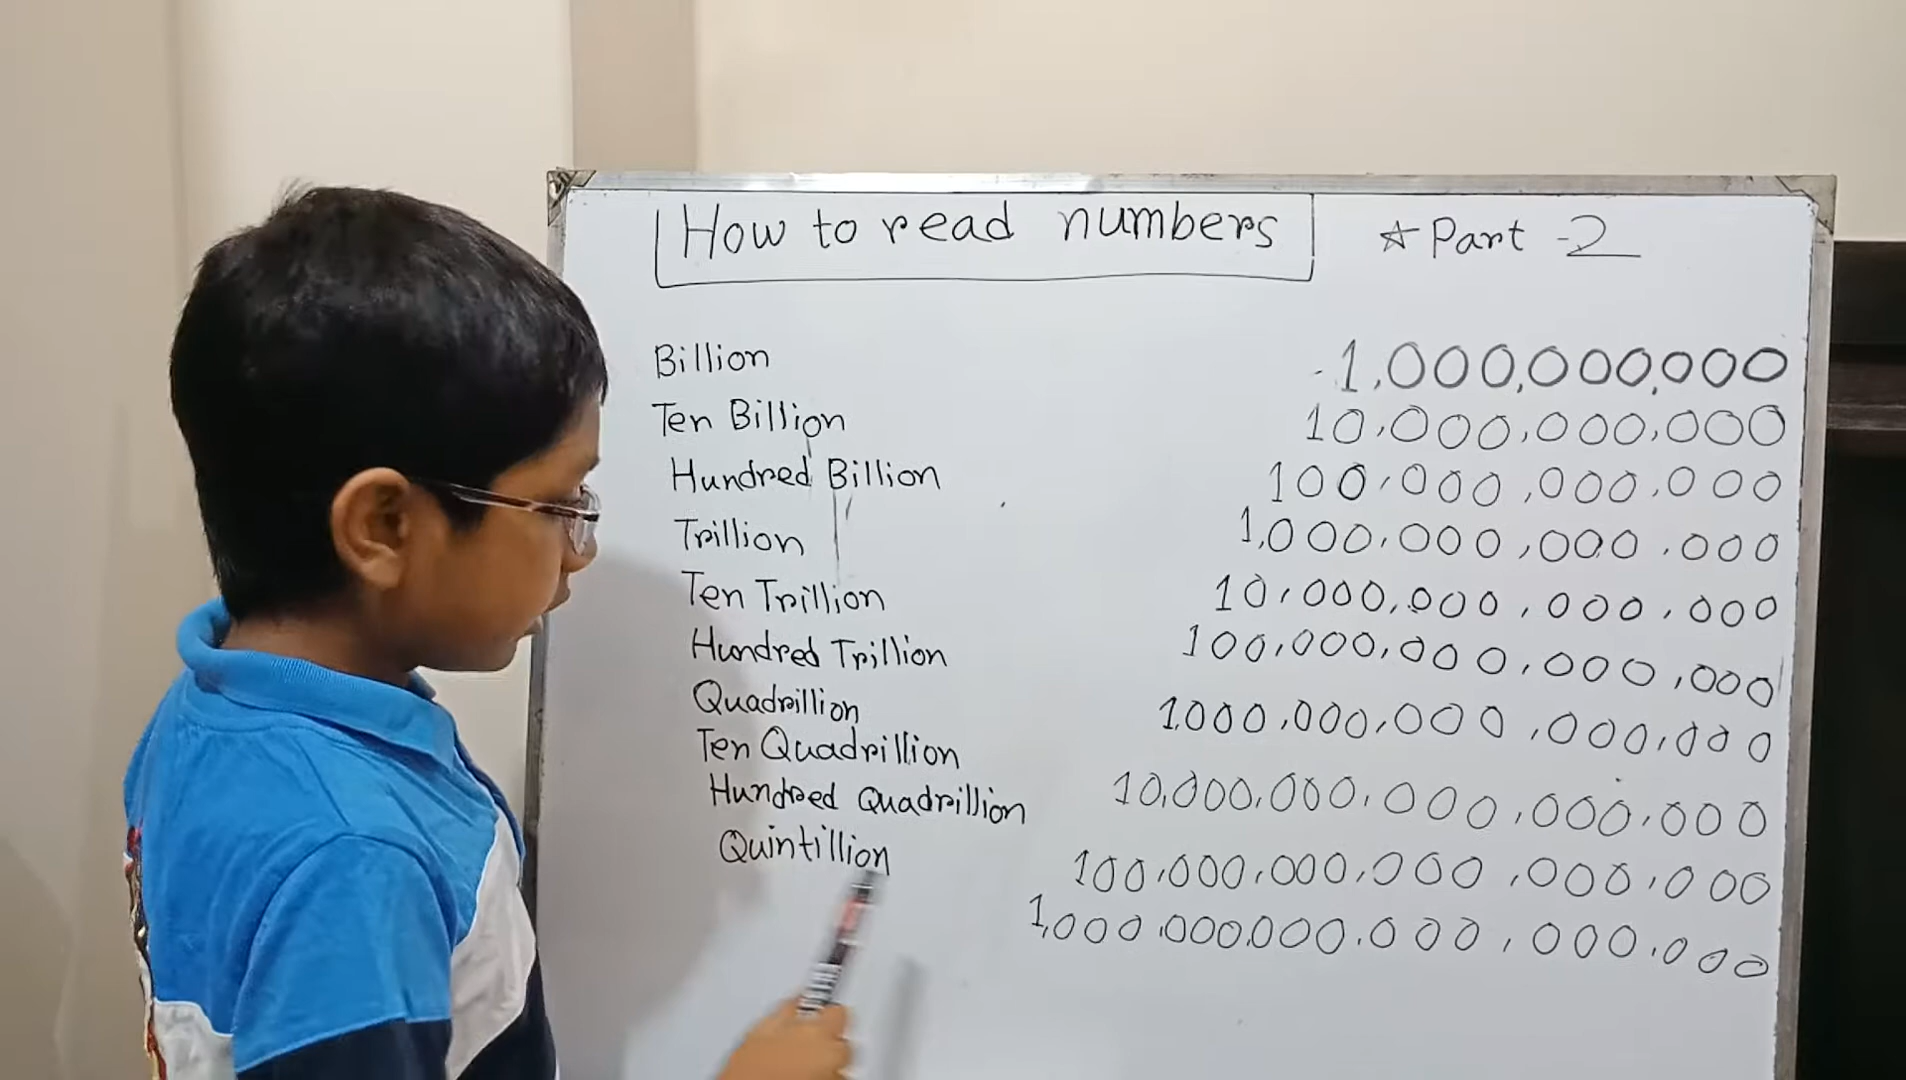 How to read numbers ☆ Part -2
Billion 1,000,000,000
Ten Billion 10,000,000,000
Hundred Billion 100,000,000,000
Trillion 1,000,000,000,000
Ten Trillion 10,000,000,000,000
Hundred Trillion 100,000,000,000,000
Quadrillion 1000,000,000,000,000
Ten Quadrillion 10,000,000,000,000,000
Hundred Quadrillion 100,000,000,000,000,000
Quintillion 1,000,000,000,000,000,000